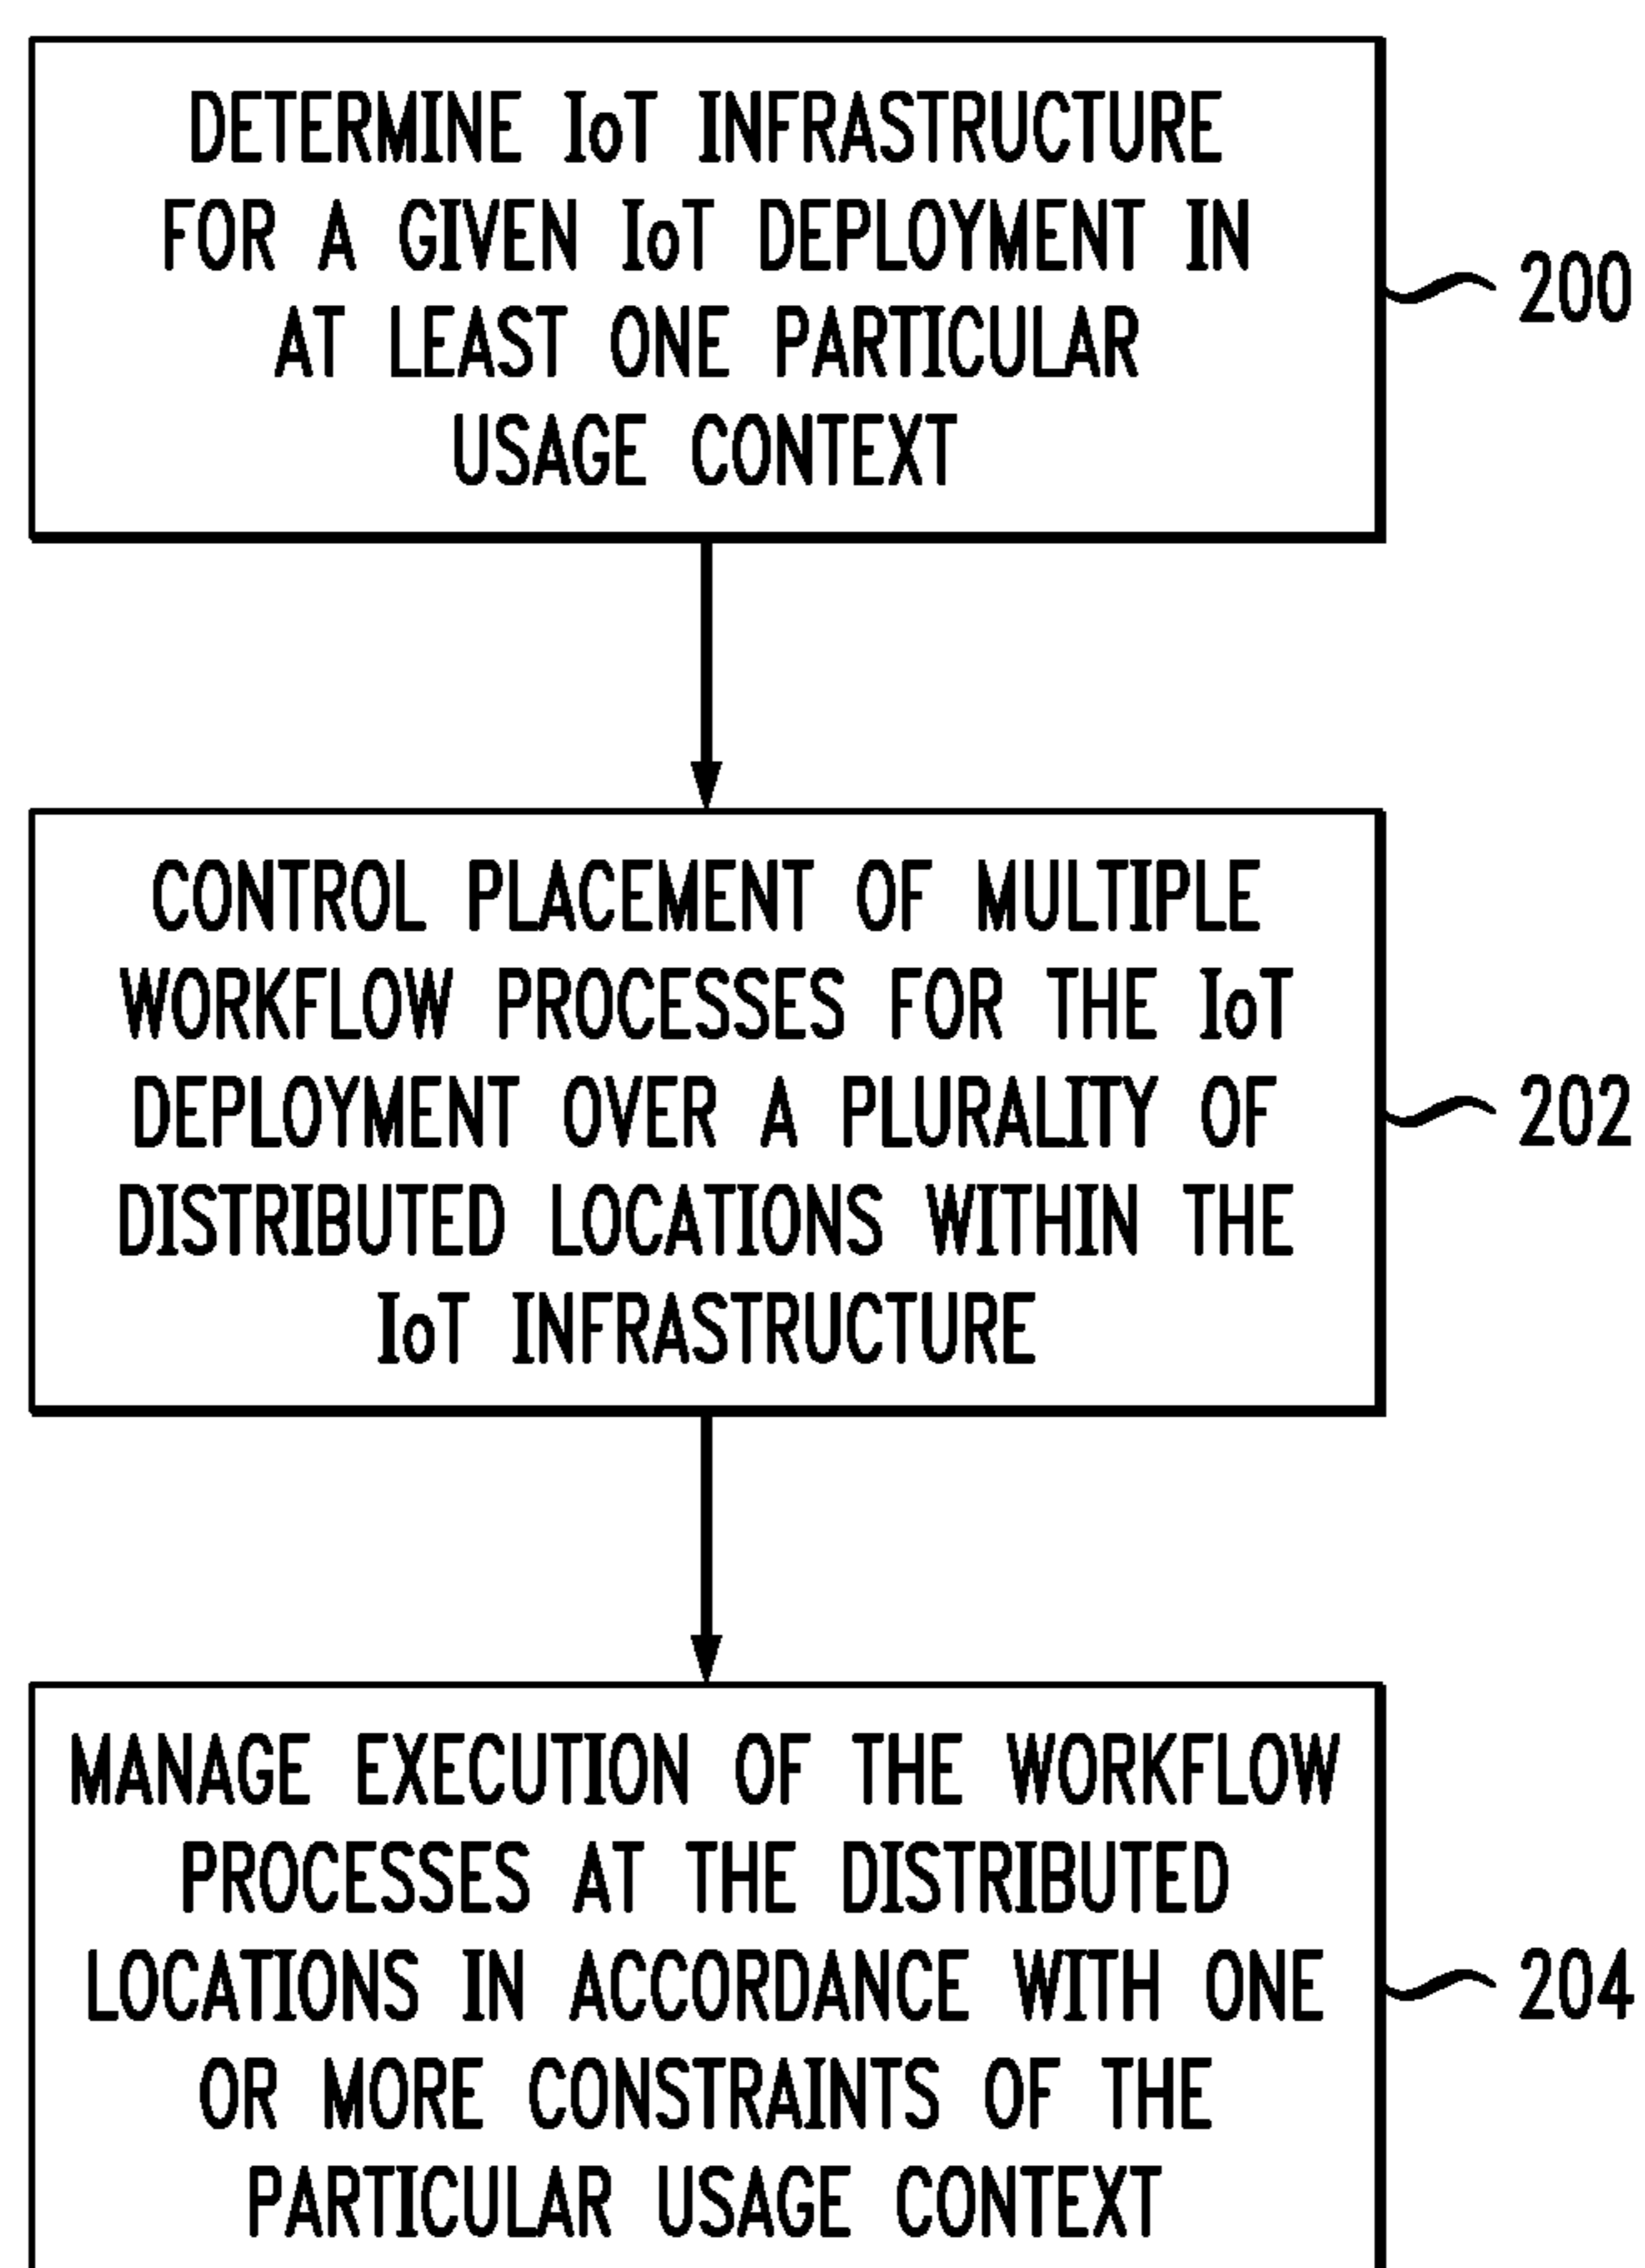 DETERMINE IoT INFRASTRUCTURE
FOR A GIVEN IoT DEPLOYMENT IN
AT LEAST ONE PARTICULAR
USAGE CONTEXT
200
CONTROL PLACEMENT OF MULTIPLE
WORKFLOW PROCESSES FOR THE IoT
DEPLOYMENT OVER A PLURALITY OF
DISTRIBUTED LOCATIONS WITHIN THE
IoT INFRASTRUCTURE
202
MANAGE EXECUTION OF THE WORKFLOW
PROCESSES AT THE DISTRIBUTED
LOCATIONS IN ACCORDANCE WITH ONE
OR MORE CONSTRAINTS OF THE
PARTICULAR USAGE CONTEXT
204